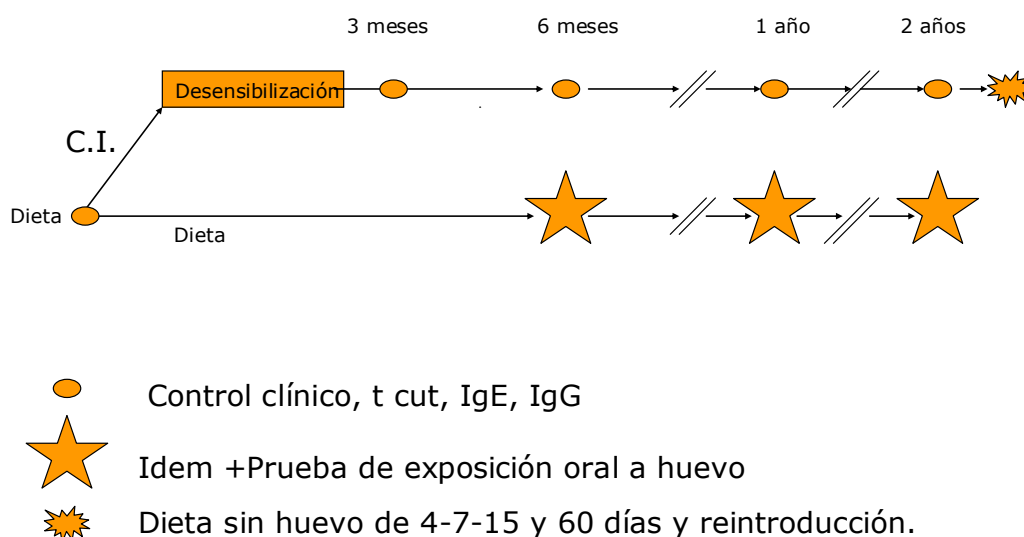 3 meses 6 meses 1 año 2 años
Desensibilización
C.I.
Dieta
Dieta
Control clínico, t cut, IgE, IgG
Idem +Prueba de exposición oral a huevo
Dieta sin huevo de 4-7-15 y 60 días y reintroducción.